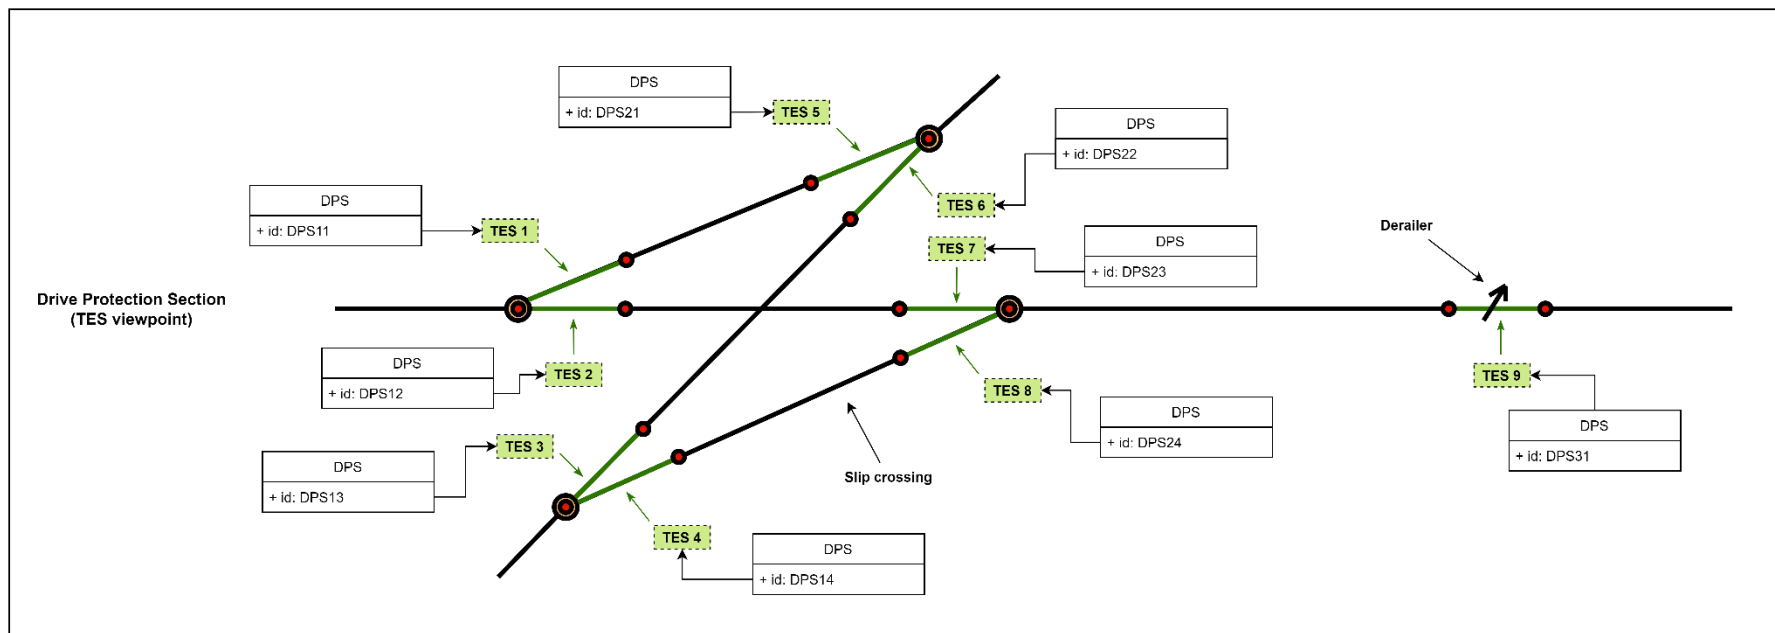 DPS
+ id: DPS21
TES 5
DPS
+ id: DPS22
TES 6
DPS
+ id: DPS11
TES 1
TES 7
DPS
+ id: DPS23
Derailer
Drive Protection Section
(TES viewpoint)
DPS
+ id: DPS12
TES 2
TES 8
TES 9
DPS
+ id: DPS24
DPS
+ id: DPS31
TES 3
DPS
+ id: DPS13
Slip crossing
TES 4
DPS
+ id: DPS14